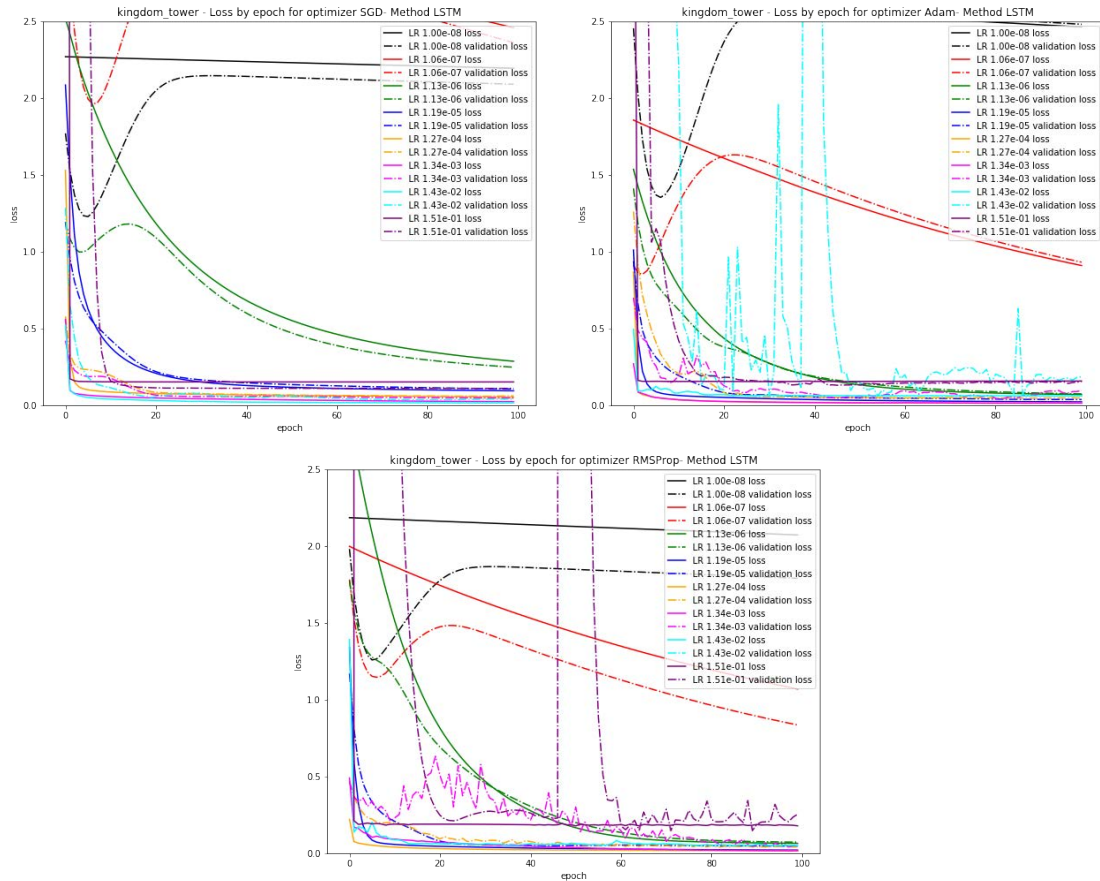 kingdom_tower - Loss by epoch for optimizer SGD- Method LSTM
2.5
2.0
1.5
1.0
0.5
0.0
loss
0
20
40
60
80
100
epoch
LR 1.00e-08 loss
LR 1.00e-08 validation loss
LR 1.06e-07 loss
LR 1.06e-07 validation loss
LR 1.13e-06 loss
LR 1.13e-06 validation loss
LR 1.19e-05 loss
LR 1.19e-05 validation loss
LR 1.27e-04 loss
LR 1.27e-04 validation loss
LR 1.34e-03 loss
LR 1.34e-03 validation loss
LR 1.43e-02 loss
LR 1.43e-02 validation loss
LR 1.51e-01 loss
LR 1.51e-01 validation loss
kingdom_tower - Loss by epoch for optimizer Adam- Method LSTM
2.5
2.0
1.5
1.0
0.5
0.0
loss
0
20
40
60
80
100
epoch
LR 1.00e-08 loss
LR 1.00e-08 validation loss
LR 1.06e-07 loss
LR 1.06e-07 validation loss
LR 1.13e-06 loss
LR 1.13e-06 validation loss
LR 1.19e-05 loss
LR 1.19e-05 validation loss
LR 1.27e-04 loss
LR 1.27e-04 validation loss
LR 1.34e-03 loss
LR 1.34e-03 validation loss
LR 1.43e-02 loss
LR 1.43e-02 validation loss
LR 1.51e-01 loss
LR 1.51e-01 validation loss
kingdom_tower - Loss by epoch for optimizer RMSProp- Method LSTM
2.5
2.0
1.5
1.0
0.5
0.0
loss
0
20
40
60
80
100
epoch
LR 1.00e-08 loss
LR 1.00e-08 validation loss
LR 1.06e-07 loss
LR 1.06e-07 validation loss
LR 1.13e-06 loss
LR 1.13e-06 validation loss
LR 1.19e-05 loss
LR 1.19e-05 validation loss
LR 1.27e-04 loss
LR 1.27e-04 validation loss
LR 1.34e-03 loss
LR 1.34e-03 validation loss
LR 1.43e-02 loss
LR 1.43e-02 validation loss
LR 1.51e-01 loss
LR 1.51e-01 validation loss